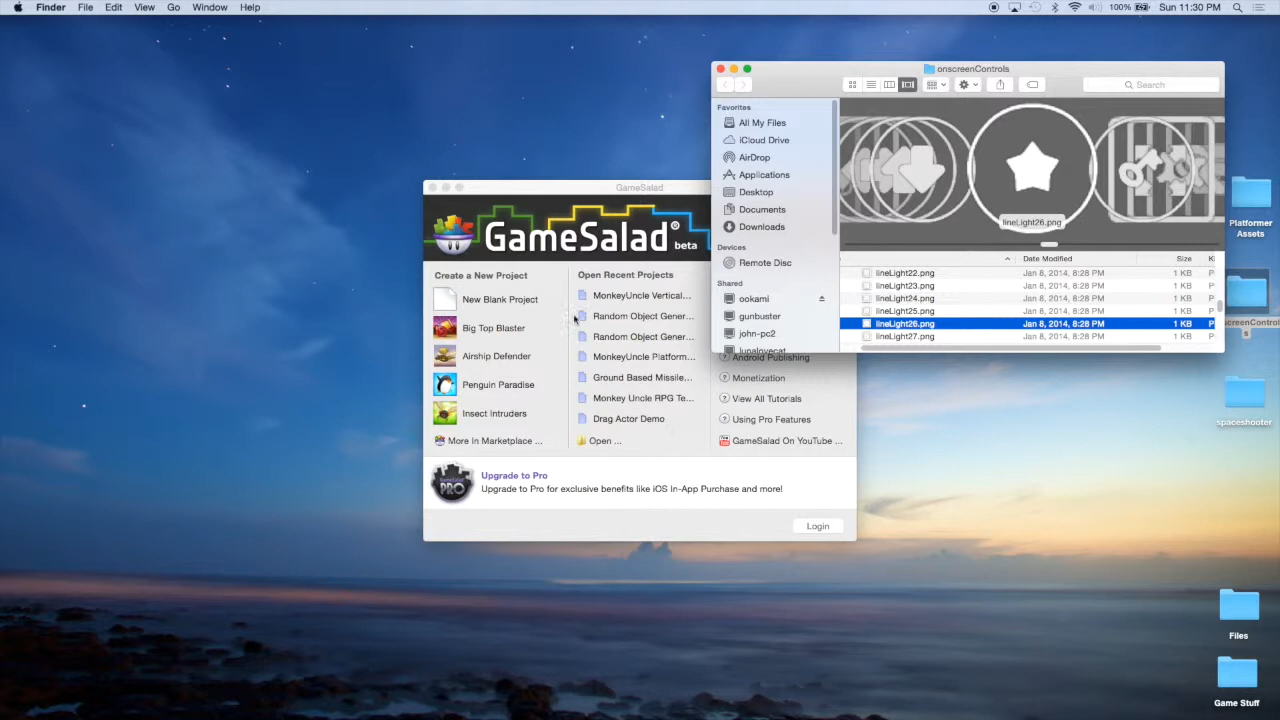 Finder File Edit View Go Window Help
100% Sun 11:30 PM
onscreenControls
Search
Favorites
All My Files
iCloud Drive
AirDrop
Applications
Desktop
Documents
Downloads
Devices
Remote Disc
Shared
ookami
gunbuster
john-pc2
lunalovecat
lineLight26.png
Date Modified Size
lineLight22.png Jan 8, 2014, 8:28 PM 1 KB P
lineLight23.png Jan 8, 2014, 8:28 PM 1 KB P
lineLight24.png Jan 8, 2014, 8:28 PM 1 KB P
lineLight25.png Jan 8, 2014, 8:28 PM 1 KB P
lineLight26.png Jan 8, 2014, 8:28 PM 1 KB P
lineLight27.png Jan 8, 2014, 8:28 PM 1 KB P
GameSalad
GameSalad® beta
Create a New Project
New Blank Project
Big Top Blaster
Airship Defender
Penguin Paradise
Insect Intruders
More In Marketplace ...
Open Recent Projects
MonkeyUncle Vertical...
Random Object Gener...
Random Object Gener...
MonkeyUncle Platform...
Ground Based Missile...
Monkey Uncle RPG Te...
Drag Actor Demo
Open ...
Android Publishing
Monetization
View All Tutorials
Using Pro Features
GameSalad On YouTube ...
GameSalad
PRO
Upgrade to Pro
Upgrade to Pro for exclusive benefits like iOS In-App Purchase and more!
Login
Platformer
Assets
screenControl
s
spaceshooter
Files
Game Stuff